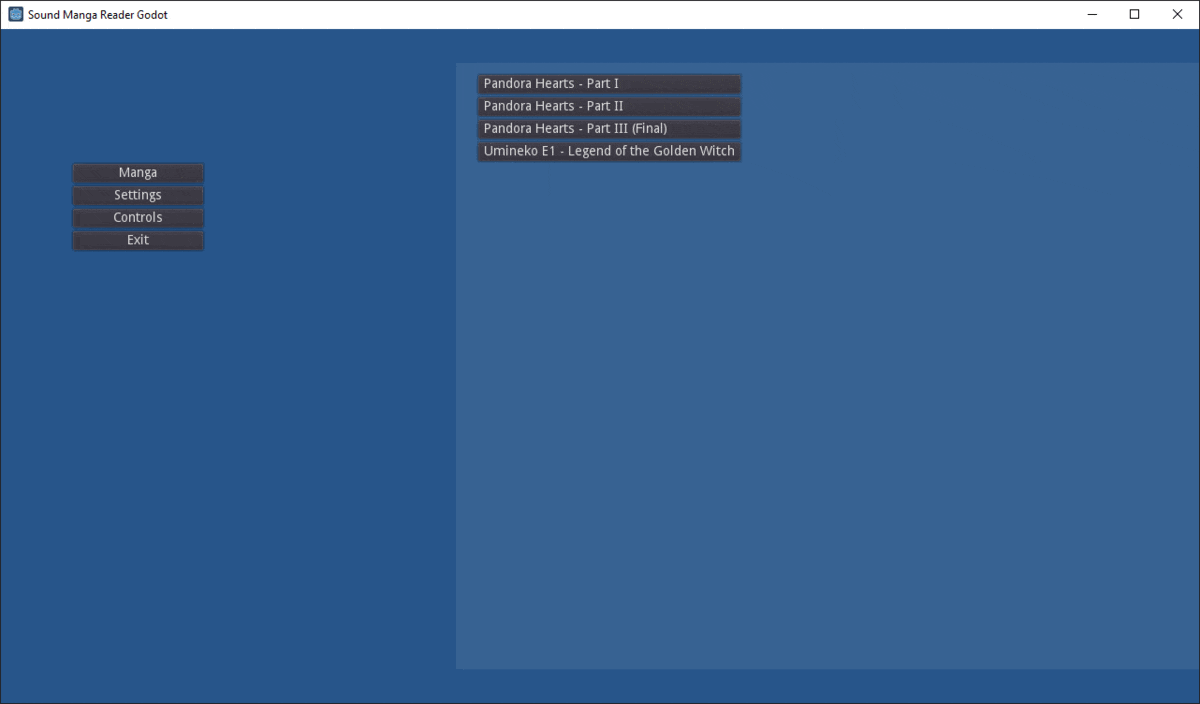 Sound Manga Reader Godot
Manga
Settings
Controls
Exit
Pandora Hearts - Part I
Pandora Hearts - Part II
Pandora Hearts - Part III (Final)
Umineko E1 - Legend of the Golden Witch